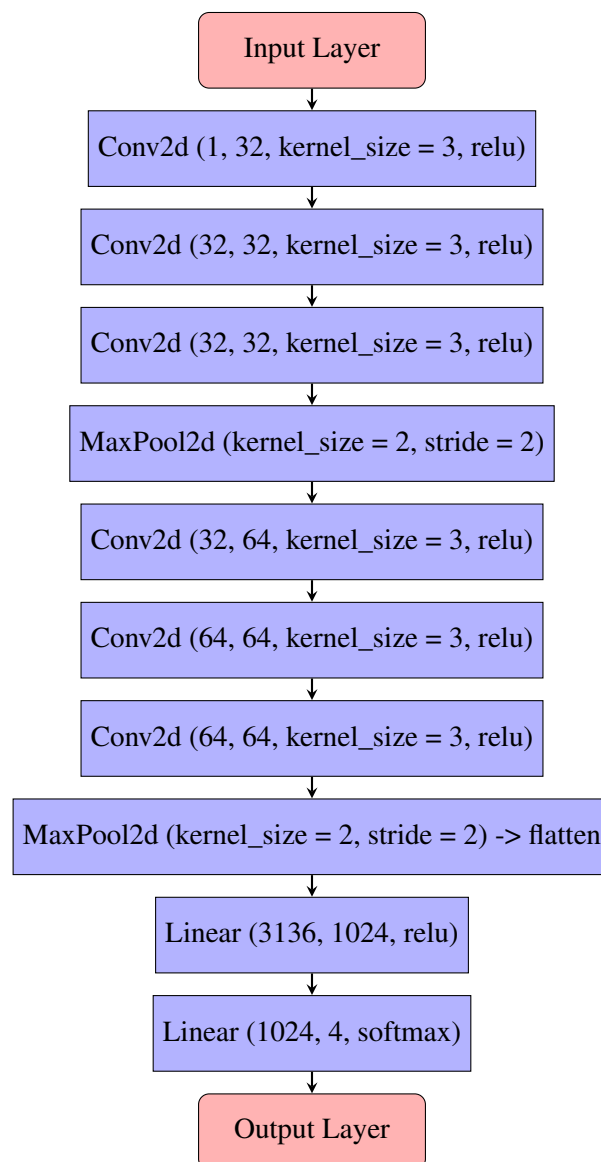 Input Layer
Conv2d (1, 32, kernel_size = 3, relu)
Conv2d (32, 32, kernel_size = 3, relu)
Conv2d (32, 32, kernel_size = 3, relu)
MaxPool2d (kernel_size = 2, stride = 2)
Conv2d (32, 64, kernel_size = 3, relu)
Conv2d (64, 64, kernel_size = 3, relu)
Conv2d (64, 64, kernel_size = 3, relu)
MaxPool2d (kernel_size = 2, stride = 2) -> flatten
Linear (3136, 1024, relu)
Linear (1024, 4, softmax)
Output Layer